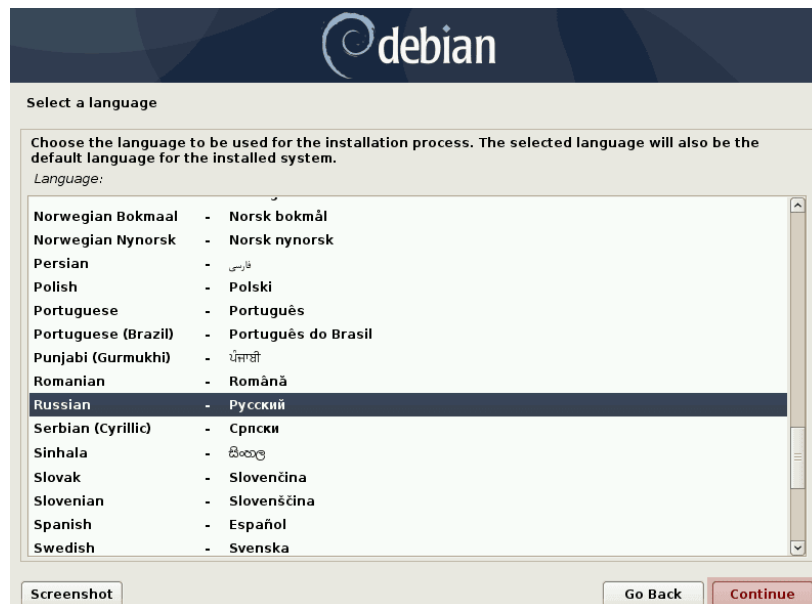 debian
Select a language
Choose the language to be used for the installation process. The selected language will also be the
default language for the installed system.
Language:
Norwegian Bokmaal - Norsk bokmål
Norwegian Nynorsk - Norsk nynorsk
Persian - فارسی
Polish - Polski
Portuguese - Português
Portuguese (Brazil) - Português do Brasil
Punjabi (Gurmukhi) - ਪੰਜਾਬੀ
Romanian - Română
Russian - Русский
Serbian (Cyrillic) - Српски
Sinhala - සිංහල
Slovak - Slovenčina
Slovenian - Slovenščina
Spanish - Español
Swedish - Svenska
Screenshot Go Back Continue